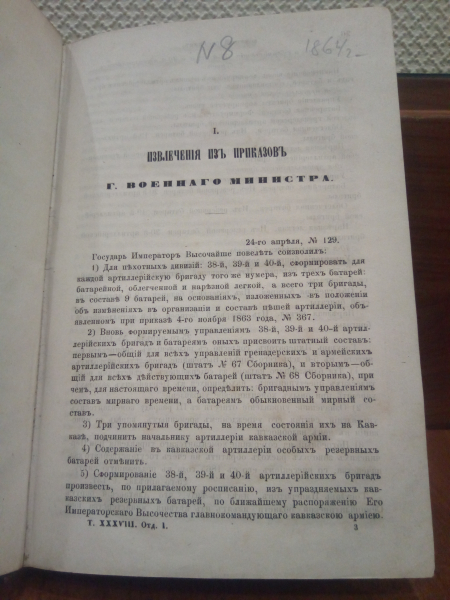 N 8
1864 г.
I.
ИЗВЛЕЧЕНІЯ ИЗЪ ПРИКАЗОВЪ
Г. ВОЕННАГО МИНИСТРА.
24-го апрѣля, № 129.
Государь Императоръ Высочайше повелѣть соизволилъ:
1) Для пѣхотныхъ дивизій: 38-й, 39-й и 40-й, сформировать для
каждой артиллерійскую бригаду того же нумера, изъ трехъ батарей:
батарейной, облегченной и нарѣзной легкой, а всего три бригады,
въ составѣ 9 батарей, на основаніяхъ, изложенныхъ въ положеніи
объ измѣненіяхъ въ организаціи и составѣ пѣшей артиллеріи, объ-
явленномъ при приказѣ 4-го ноября 1863 года, № 367.
2) Вновь формируемымъ управленіямъ 38-й, 39-й и 40-й артил-
лерійскихъ бригадъ и батареямъ оныхъ присвоить штатный составъ:
первымъ—общій для всѣхъ управленій гренадерскихъ и армейскихъ
артиллерійскихъ бригадъ (штатъ № 67 Сборника), и вторымъ—об-
щій для всѣхъ дѣйствующихъ батарей (штатъ № 68 Сборника), при
чемъ, для настоящаго времени, опредѣлить: бригаднымъ управленіямъ
составъ мирнаго времени, а батареямъ обыкновенный мирный со-
ставъ.
3) Три упомянутыя бригады, на время состоянія ихъ на Кав-
казѣ, подчинить начальнику артиллеріи кавказской арміи.
4) Содержаніе въ кавказской артиллеріи особыхъ резервныхъ
батарей отмѣнить.
5) Сформированіе 38-й, 39-й и 40-й артиллерійскихъ бригадъ
произвесть, по прилагаемому росписанію, изъ упраздняемыхъ кав-
казскихъ резервныхъ батарей, по ближайшему распоряженію Его
Императорскаго Высочества главнокомандующаго кавказскою арміею.
Т. XXXVIII. Отд. I.
3